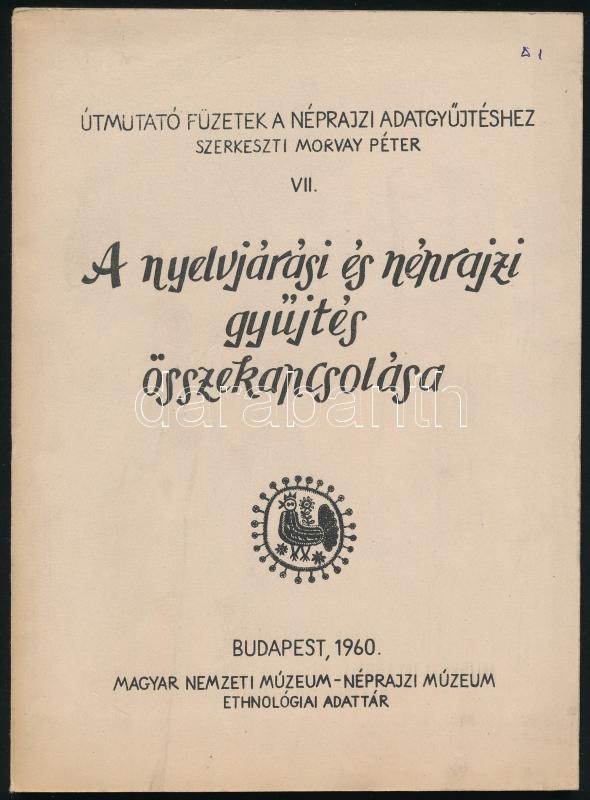 ÚTMUTATÓ FÜZETEK A NÉPRAJZI ADATGYŰJTÉSHEZ
SZERKESZTI MORVAY PÉTER
VII.
A nyelvjárási és néprajzi
gyűjtés
összekapcsolása
darabanth
BUDAPEST, 1960.
MAGYAR NEMZETI MÚZEUM-NÉPRAJZI MÚZEUM
ETHNOLÓGIAI ADATTÁR